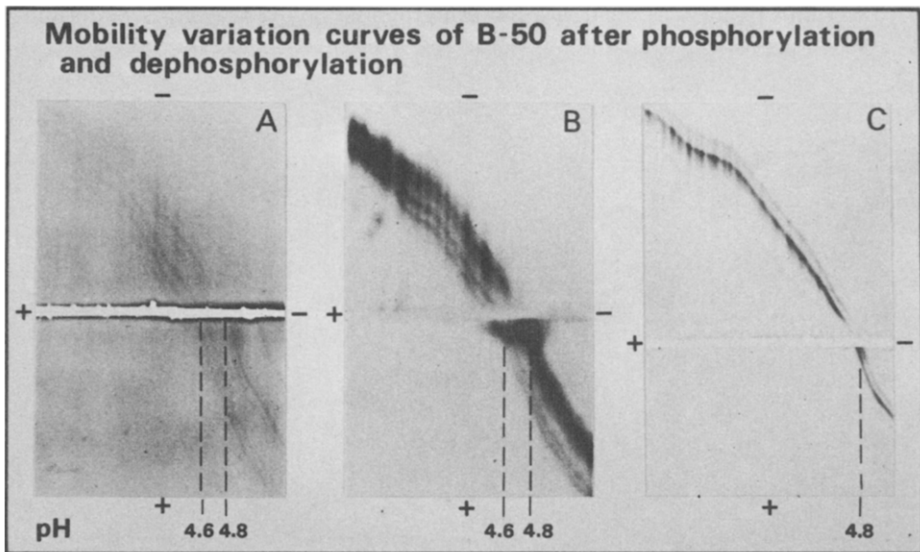 Mobility variation curves of B-50 after phosphorylation
and dephosphorylation
− − −
A B C
+ − + − + −
+ + +
pH 4.6 4.8 4.6 4.8 4.8